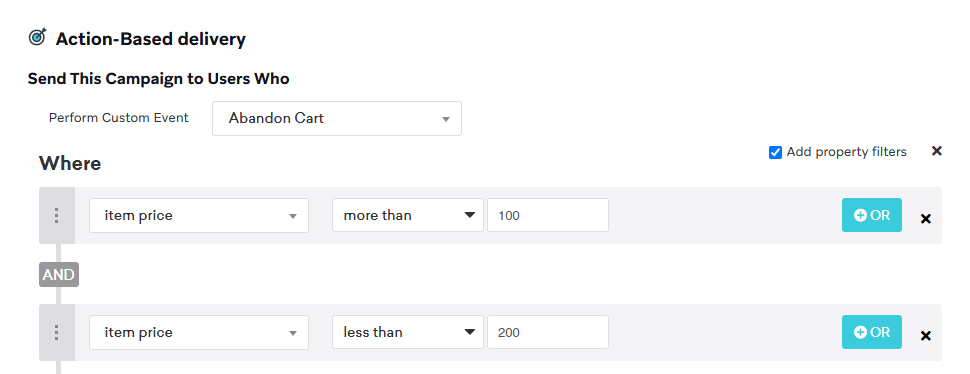 Action-Based delivery
Send This Campaign to Users Who
Perform Custom Event Abandon Cart
Add property filters
Where
item price more than 100 OR
AND
item price less than 200 OR